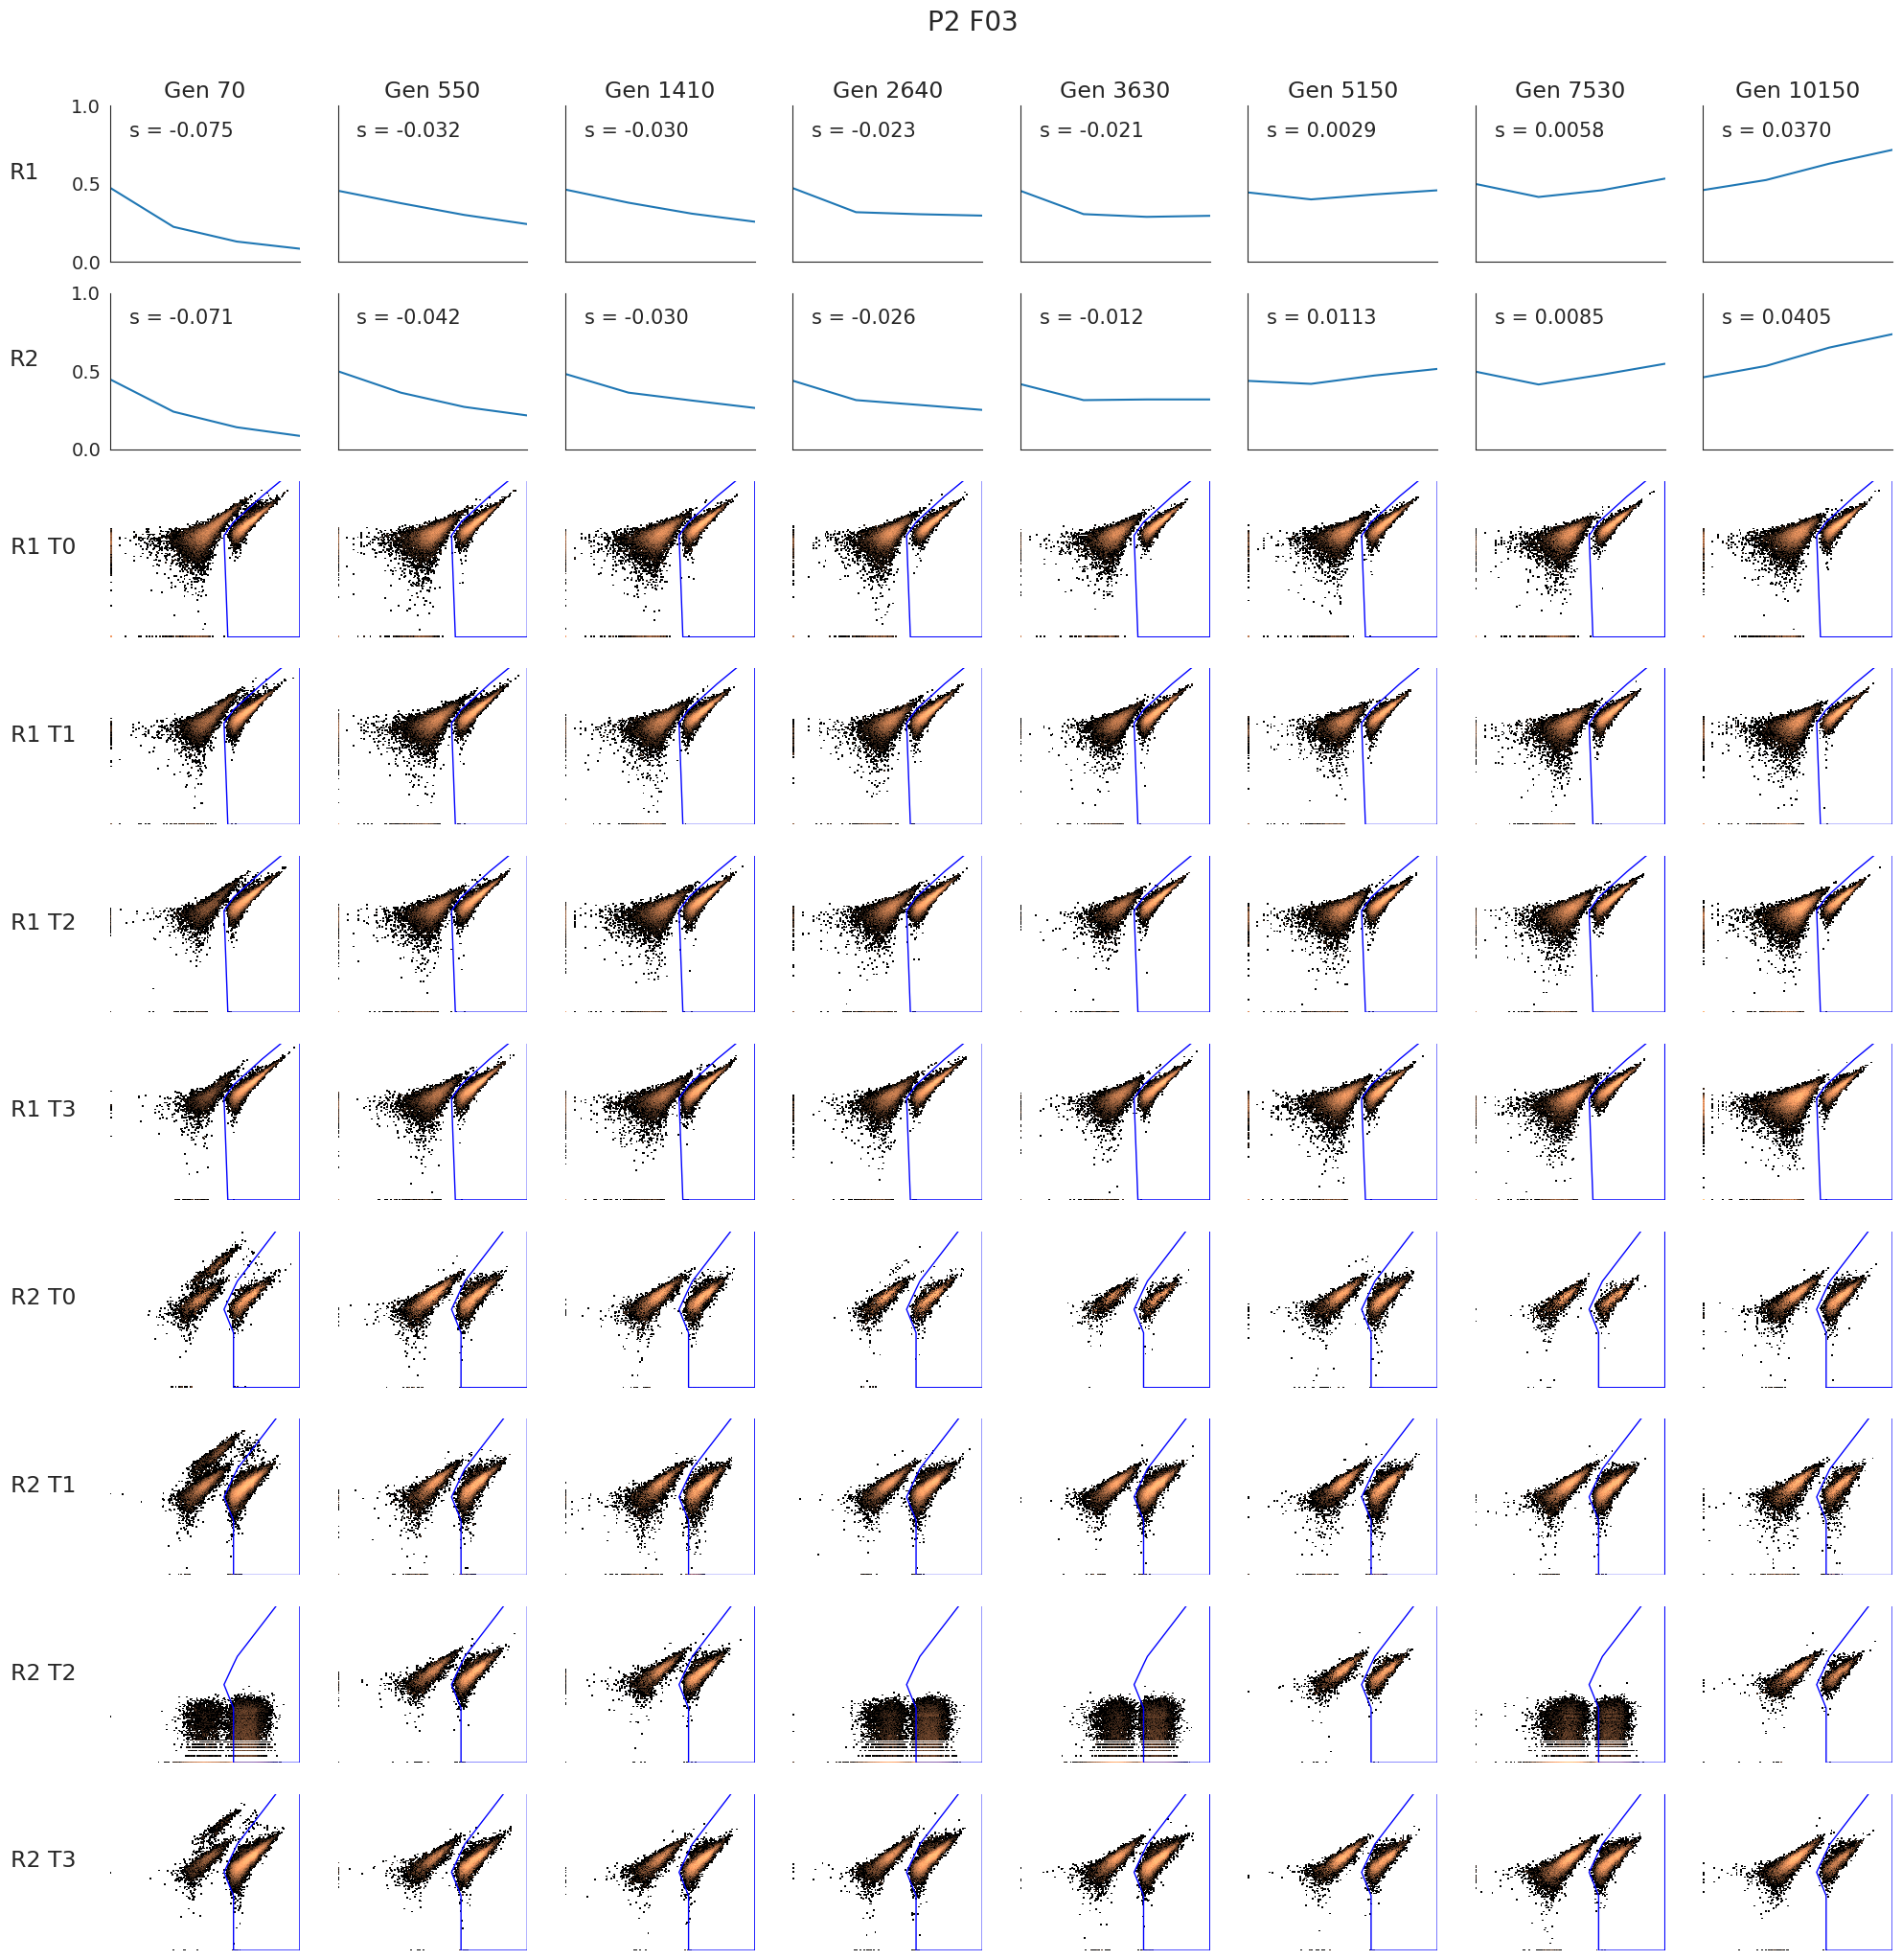 P2 F03
Gen 70 Gen 550 Gen 1410 Gen 2640 Gen 3630 Gen 5150 Gen 7530 Gen 10150
1.0
s = -0.075 s = -0.032 s = -0.030 s = -0.023 s = -0.021 s = 0.0029 s = 0.0058 s = 0.0370
R1
0.5
0.0
1.0
s = -0.071 s = -0.042 s = -0.030 s = -0.026 s = -0.012 s = 0.0113 s = 0.0085 s = 0.0405
R2
0.5
0.0
R1 T0
R1 T1
R1 T2
R1 T3
R2 T0
R2 T1
R2 T2
R2 T3